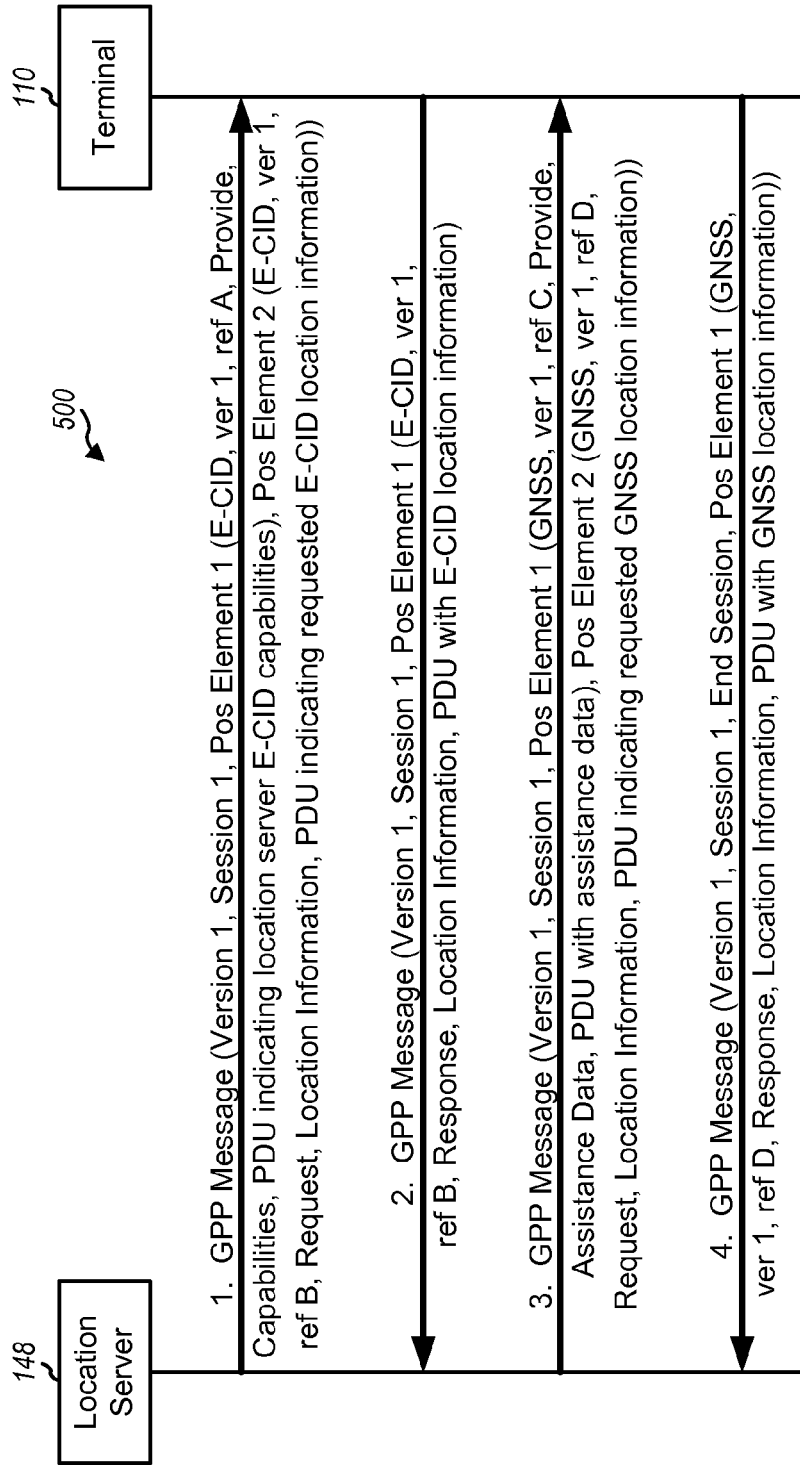 500
148
110
Location
Server
Terminal
1. GPP Message (Version 1, Session 1, Pos Element 1 (E-CID, ver 1, ref A, Provide,
Capabilities, PDU indicating location server E-CID capabilities), Pos Element 2 (E-CID, ver 1,
ref B, Request, Location Information, PDU indicating requested E-CID location information))
2. GPP Message (Version 1, Session 1, Pos Element 1 (E-CID, ver 1,
ref B, Response, Location Information, PDU with E-CID location information)
3. GPP Message (Version 1, Session 1, Pos Element 1 (GNSS, ver 1, ref C, Provide,
Assistance Data, PDU with assistance data), Pos Element 2 (GNSS, ver 1, ref D,
Request, Location Information, PDU indicating requested GNSS location information))
4. GPP Message (Version 1, Session 1, End Session, Pos Element 1 (GNSS,
ver 1, ref D, Response, Location Information, PDU with GNSS location information))